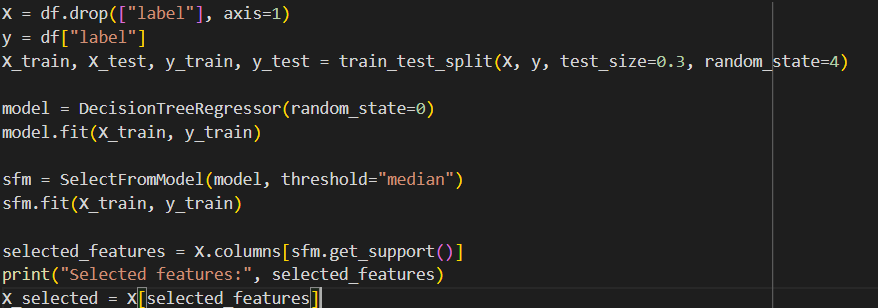 X = df.drop(["label"], axis=1)
y = df["label"]
X_train, X_test, y_train, y_test = train_test_split(X, y, test_size=0.3, random_state=4)
model = DecisionTreeRegressor(random_state=0)
model.fit(X_train, y_train)
sfm = SelectFromModel(model, threshold="median")
sfm.fit(X_train, y_train)
selected_features = X.columns[sfm.get_support()]
print("Selected features:", selected_features)
X_selected = X[selected_features]